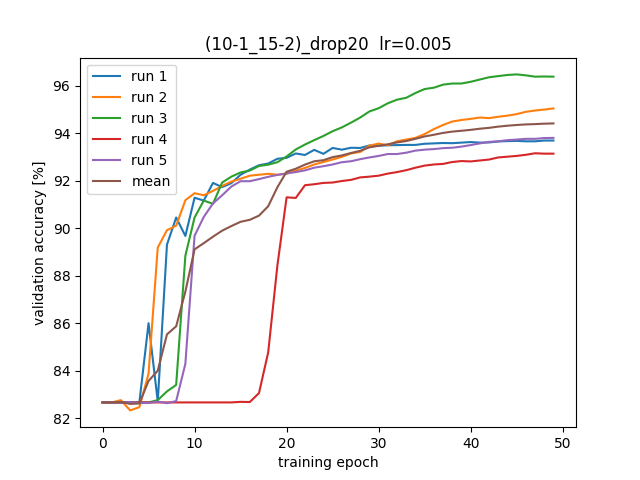 (10-1_15-2)_drop20  lr=0.005
validation accuracy [%]
96
94
92
90
88
86
84
82
run 1
run 2
run 3
run 4
run 5
mean
0 10 20 30 40 50
training epoch